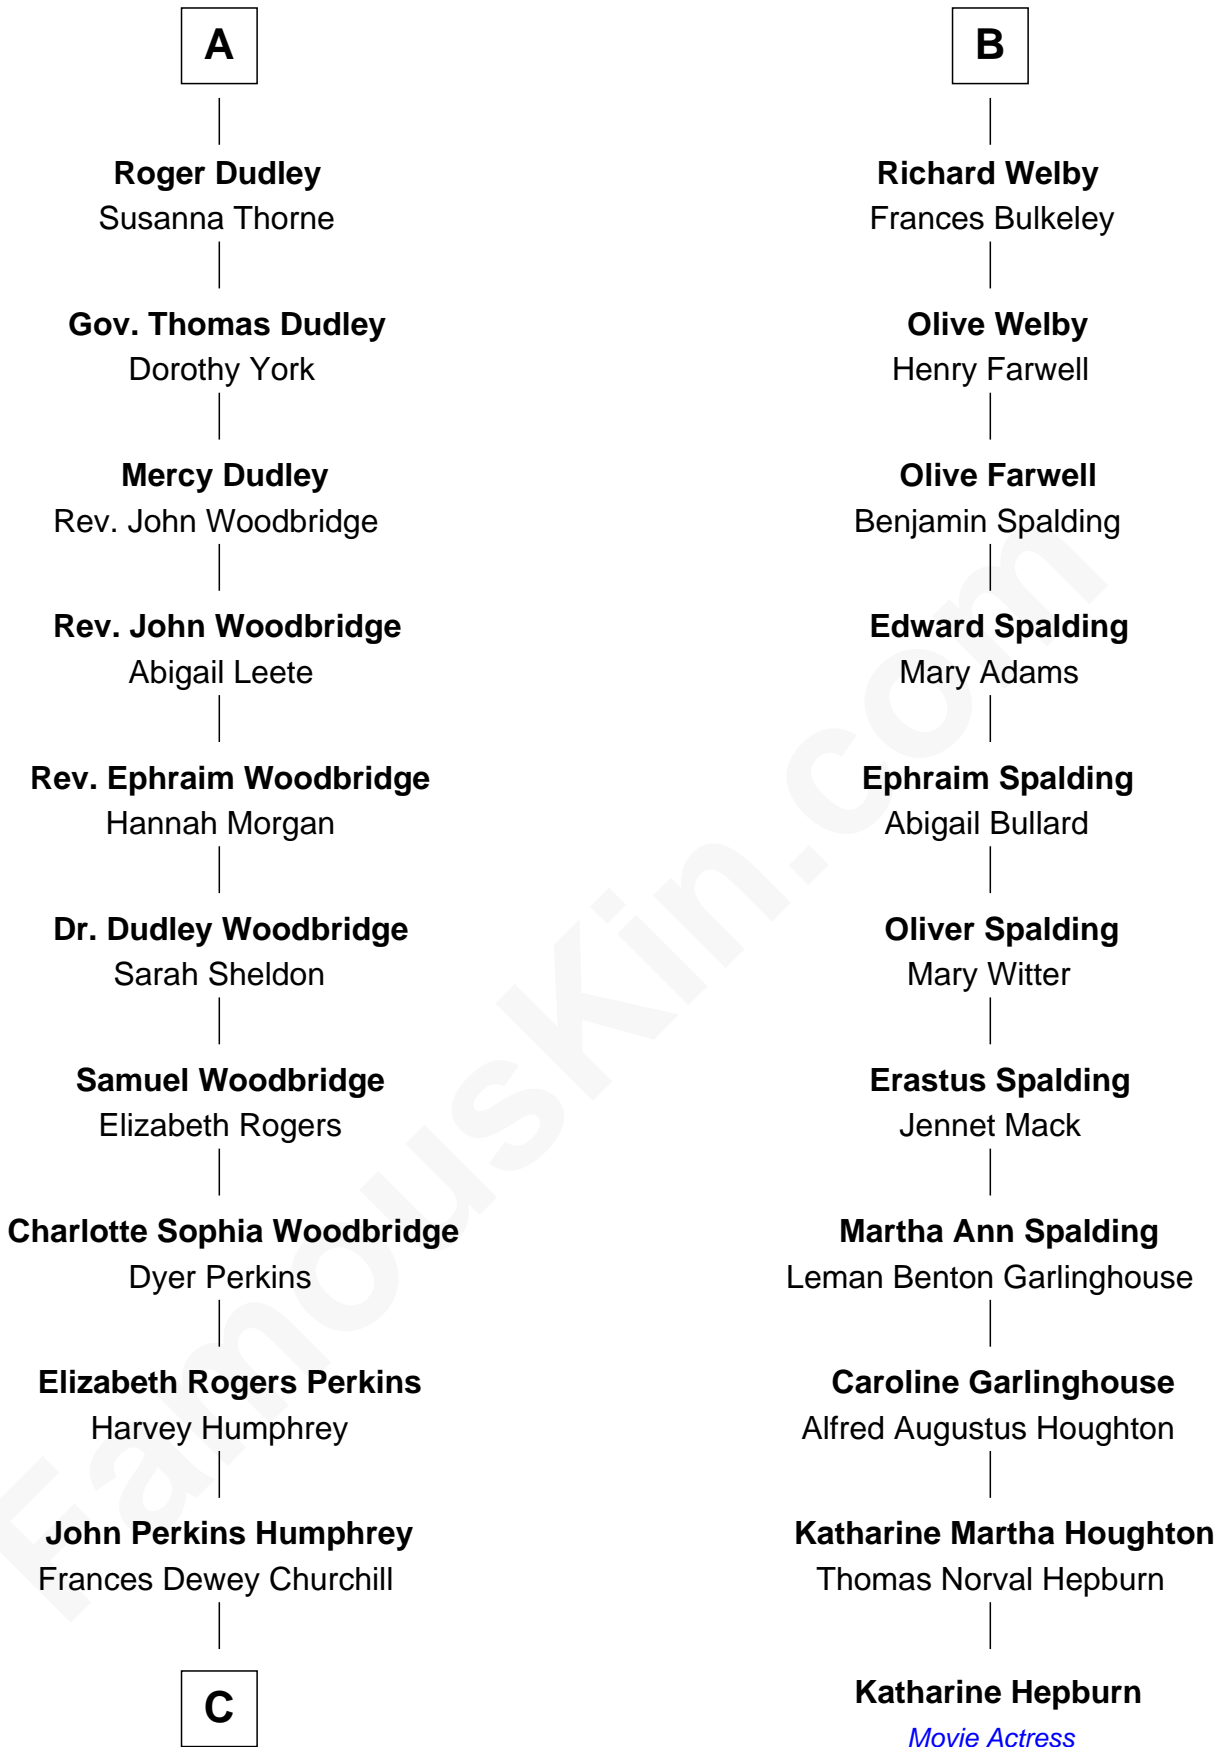 A
Roger Dudley
Susanna Thorne
Gov. Thomas Dudley
Dorothy York
Mercy Dudley
Rev. John Woodbridge
Rev. John Woodbridge
Abigail Leete
Rev. Ephraim Woodbridge
Hannah Morgan
Dr. Dudley Woodbridge
Sarah Sheldon
Samuel Woodbridge
Elizabeth Rogers
Charlotte Sophia Woodbridge
Dyer Perkins
Elizabeth Rogers Perkins
Harvey Humphrey
John Perkins Humphrey
Frances Dewey Churchill
C
B
Richard Welby
Frances Bulkeley
Olive Welby
Henry Farwell
Olive Farwell
Benjamin Spalding
Edward Spalding
Mary Adams
Ephraim Spalding
Abigail Bullard
Oliver Spalding
Mary Witter
Erastus Spalding
Jennet Mack
Martha Ann Spalding
Leman Benton Garlinghouse
Caroline Garlinghouse
Alfred Augustus Houghton
Katharine Martha Houghton
Thomas Norval Hepburn
Katharine Hepburn
Movie Actress
FamousKin.com